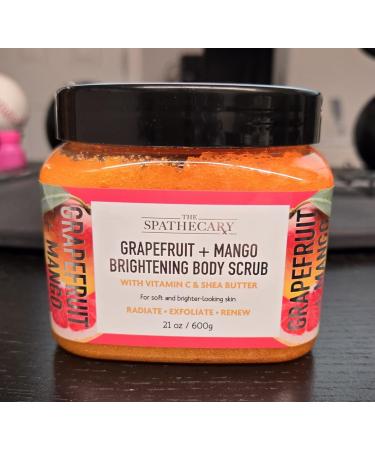 THE
SPATHECARY
GRAPEFRUIT + MANGO
BRIGHTENING BODY SCRUB
WITH VITAMIN C & SHEA BUTTER
For soft and brighter-looking skin
RADIATE • EXFOLIATE • RENEW
21 oz / 600g
GRAPEFRUIT
+ MANGO
GRAPEFRUIT
+ MANGO